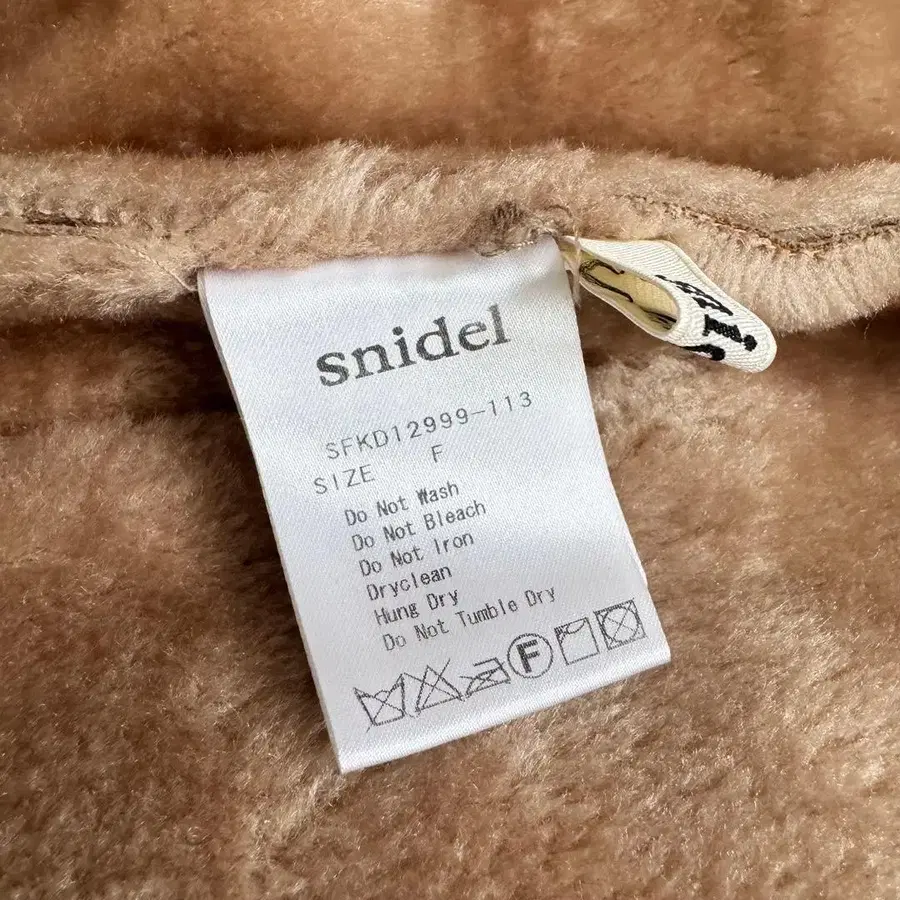 snidel
SFKD12999-113
SIZE F
Do Not Wash
Do Not Bleach
Do Not Iron
Dryclean
Hung Dry
Do Not Tumble Dry
F